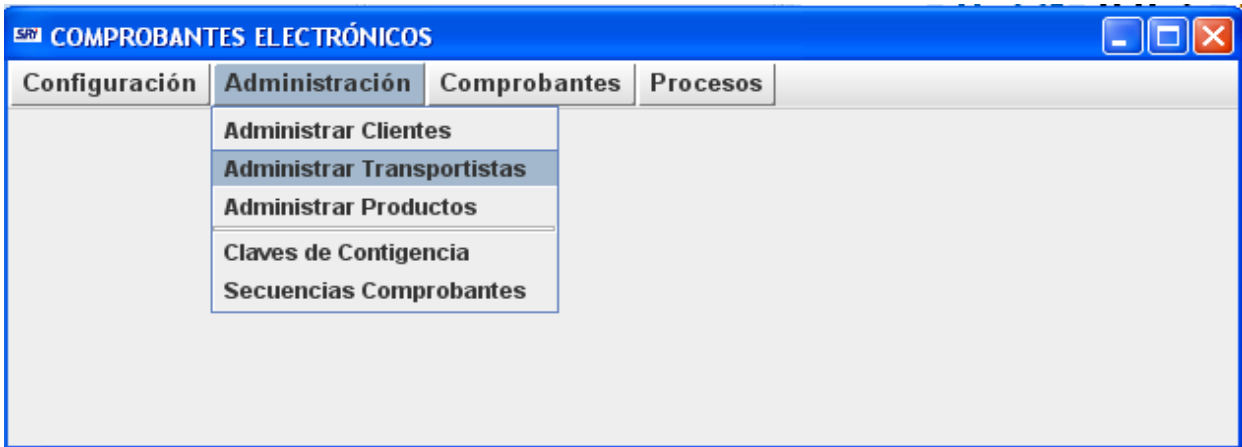 SRI COMPROBANTES ELECTRÓNICOS
Configuración Administración Comprobantes Procesos
Administrar Clientes
Administrar Transportistas
Administrar Productos
Claves de Contigencia
Secuencias Comprobantes